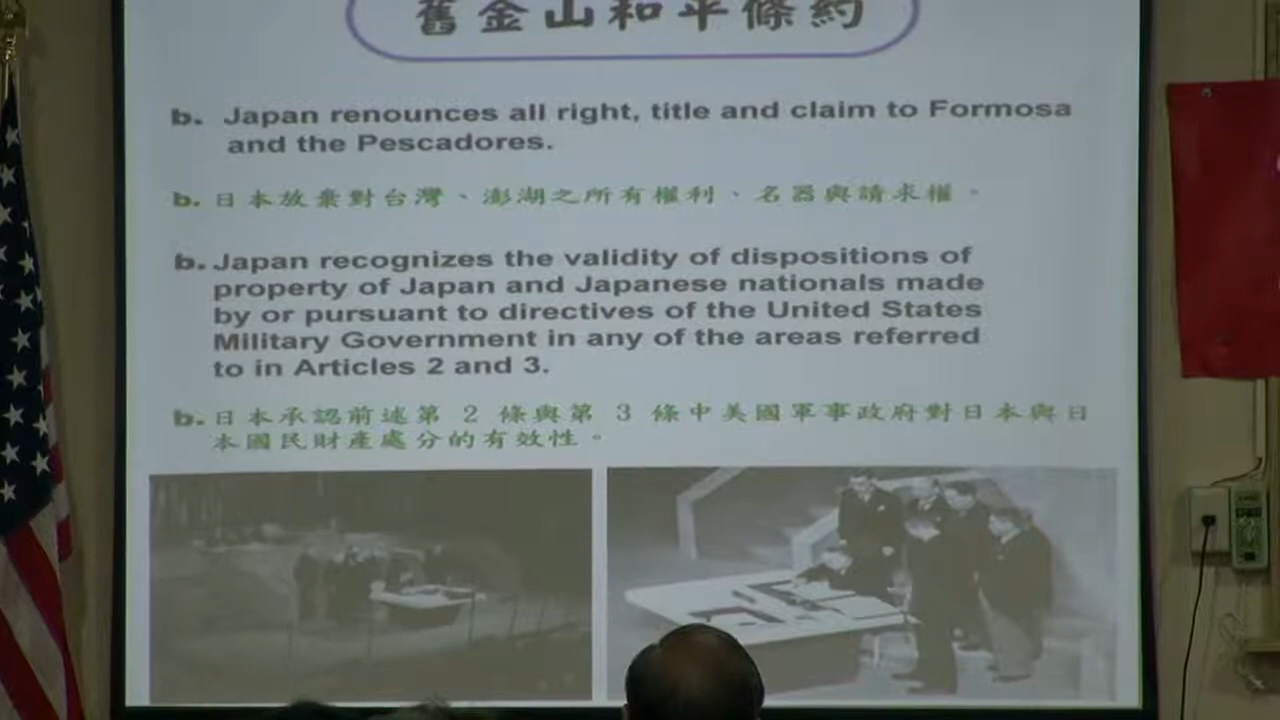 舊金山和平條約
b. Japan renounces all right, title and claim to Formosa
and the Pescadores.
b. 日本放棄對台灣、澎湖之所有權利、名器與請求權。
b. Japan recognizes the validity of dispositions of
property of Japan and Japanese nationals made
by or pursuant to directives of the United States
Military Government in any of the areas referred
to in Articles 2 and 3.
b. 日本承認前述第 2 條與第 3 條中美國軍事政府對日本與日
本國民財產處分的有效性。